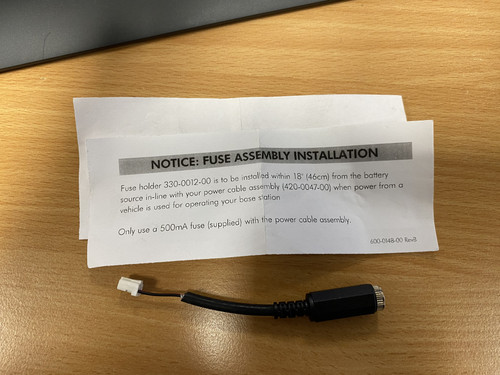 NOTICE: FUSE ASSEMBLY INSTALLATION
Fuse holder 330-0012-00 is to be installed within 18" (46cm) from the battery
source in-line with your power cable assembly (420-0047-00) when power from a
vehicle is used for operating your base station
Only use a 500mA fuse (supplied) with the power cable assembly.
600-0148-00 RevB